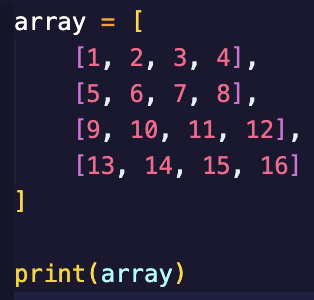 array = [
    [1, 2, 3, 4],
    [5, 6, 7, 8],
    [9, 10, 11, 12],
    [13, 14, 15, 16]
]
print(array)